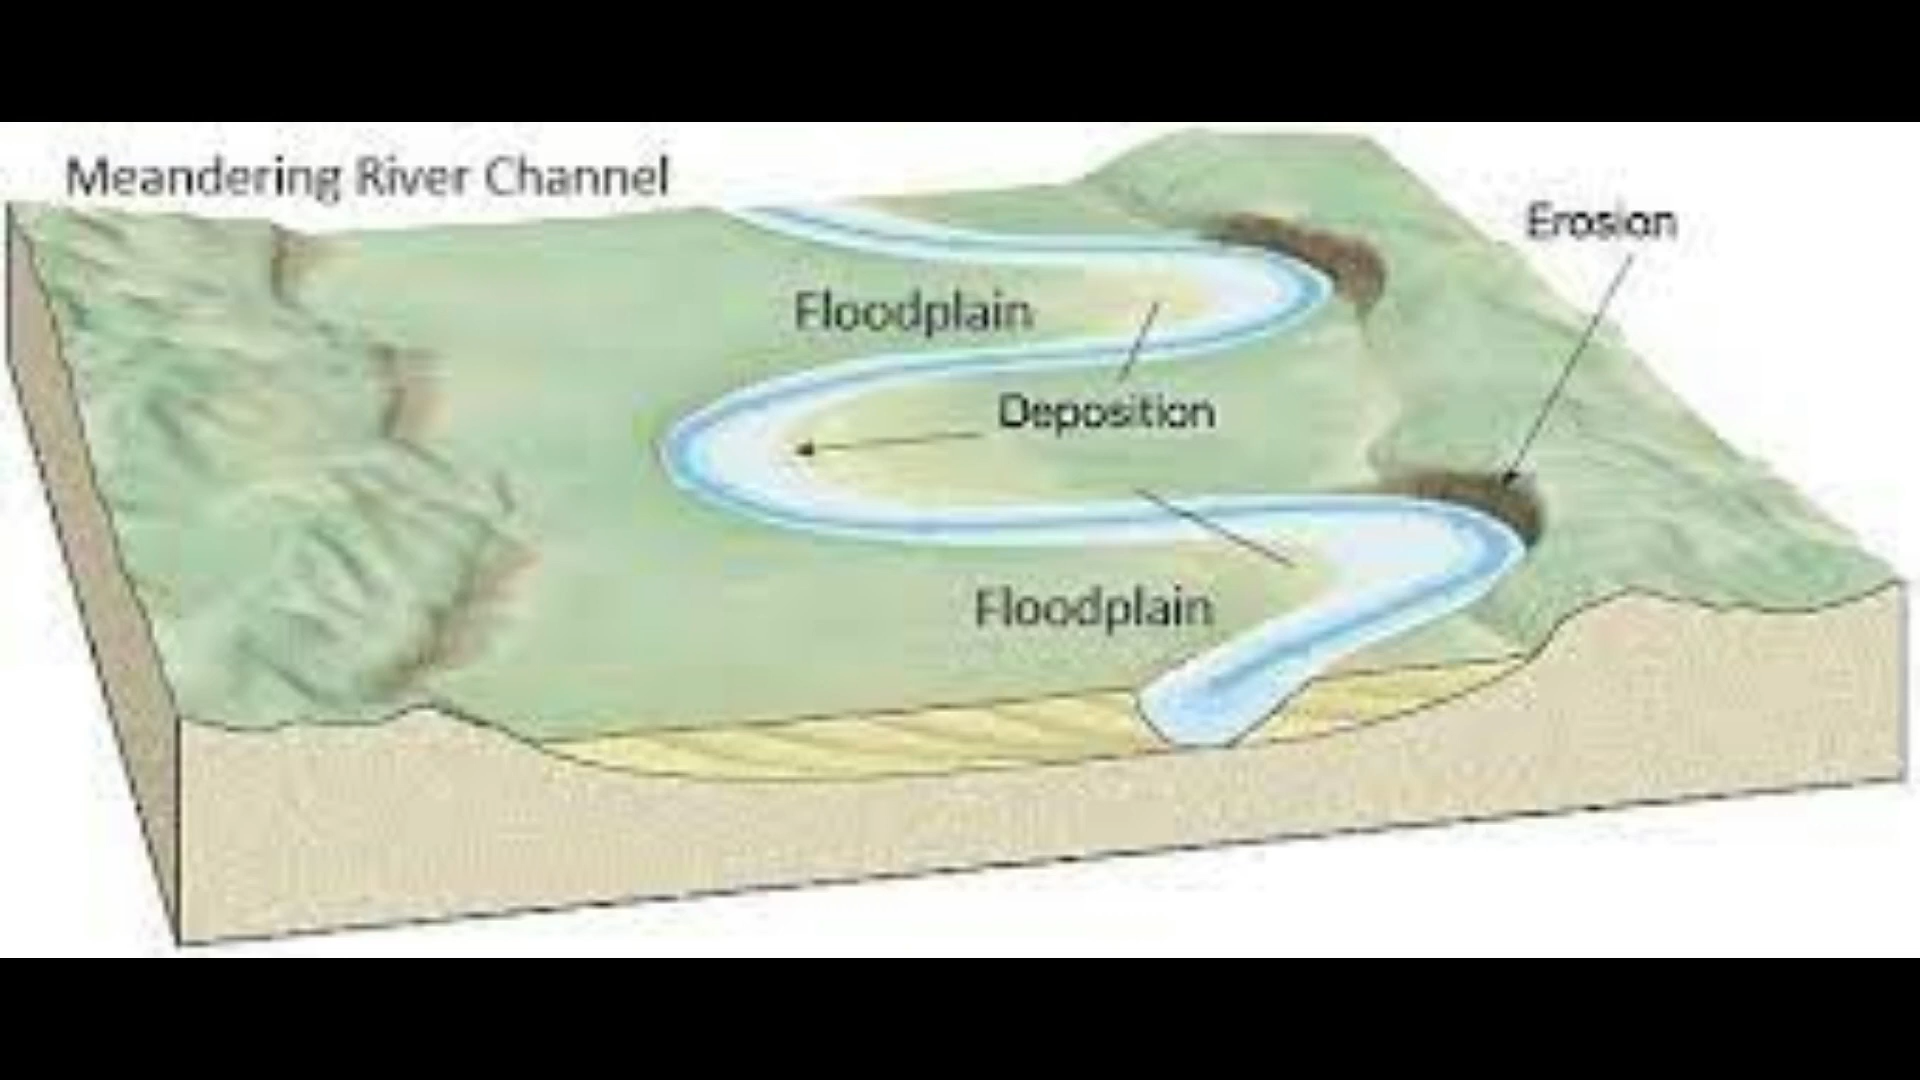 Meandering River Channel
Erosion
Floodplain
Deposition
Floodplain